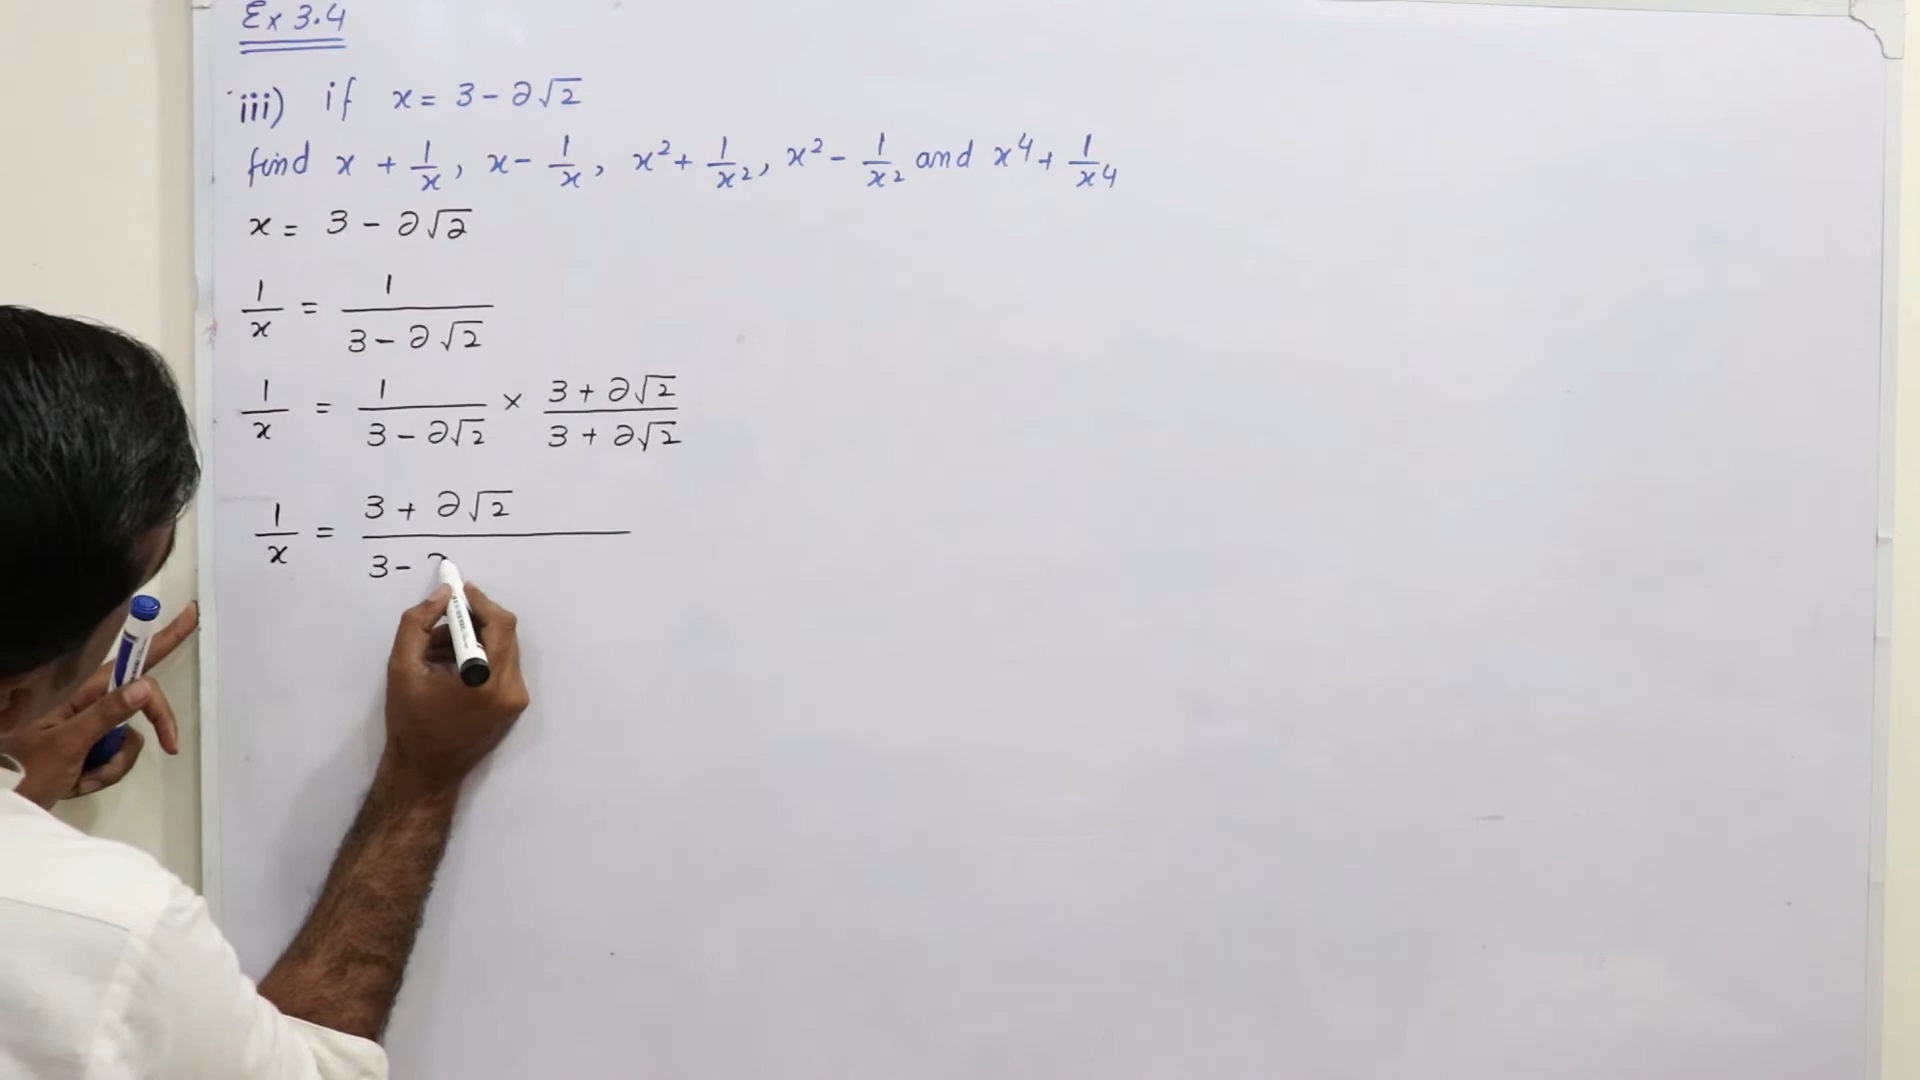 Ex 3.4
iii) if x = 3 - 2√2
find x + 1/x, x - 1/x, x² + 1/x², x² - 1/x² and x⁴ + 1/x⁴
x = 3 - 2√2
1/x = 1/(3 - 2√2)
1/x = 1/(3 - 2√2) × (3 + 2√2)/(3 + 2√2)
1/x = (3 + 2√2)/(3 - 2